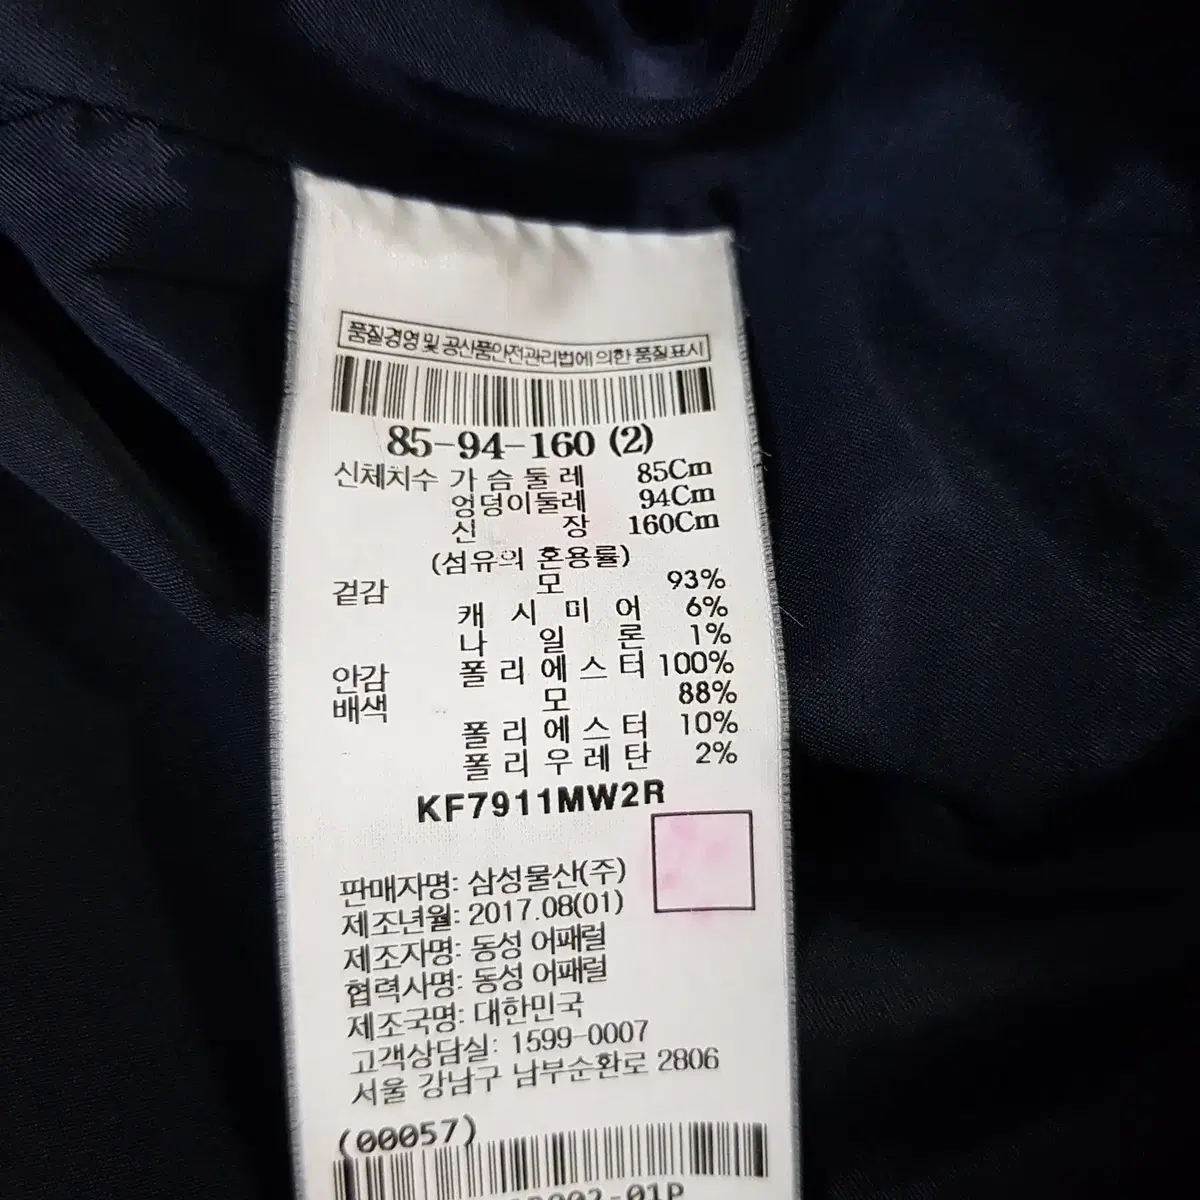 품질경영 및 공산품안전관리법에 의한 품질표시
85-94-160 (2)
신체치수 가 슴 둘 레 85Cm
엉덩이둘레 94Cm
신 장 160Cm
(섬유의 혼용률)
겉감 모 93%
캐 시 미 어 6%
나 일 론 1%
안감 폴 리 에 스 터 100%
배색 모 88%
폴 리 에 스 터 10%
폴 리 우 레 탄 2%
KF7911MW2R
판매자명: 삼성물산(주)
제조년월: 2017.08(01)
제조자명: 동성 어패럴
협력사명: 동성 어패럴
제조국명: 대한민국
고객상담실: 1599-0007
서울 강남구 남부순환로 2806
(00057)